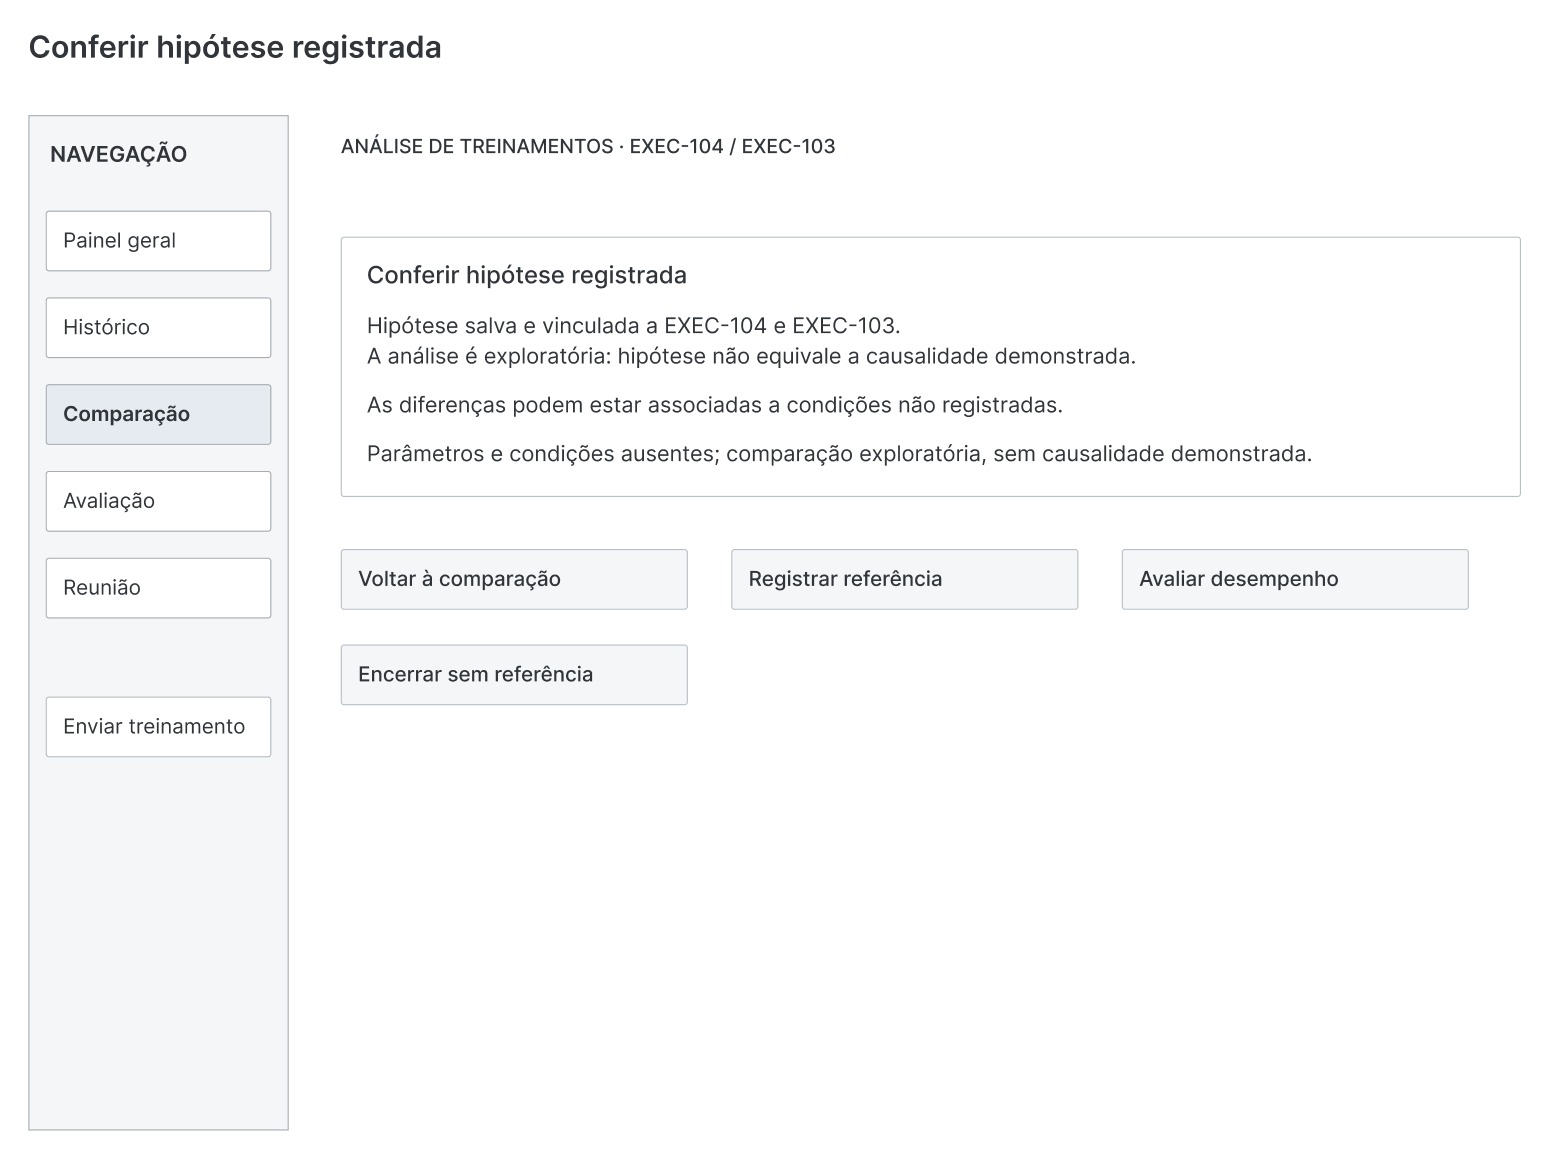 Conferir hipótese registrada
NAVEGAÇÃO
Painel geral
Histórico
Comparação
Avaliação
Reunião
Enviar treinamento
ANÁLISE DE TREINAMENTOS · EXEC-104 / EXEC-103
Conferir hipótese registrada
Hipótese salva e vinculada a EXEC-104 e EXEC-103.
A análise é exploratória: hipótese não equivale a causalidade demonstrada.
As diferenças podem estar associadas a condições não registradas.
Parâmetros e condições ausentes; comparação exploratória, sem causalidade demonstrada.
Voltar à comparação
Registrar referência
Avaliar desempenho
Encerrar sem referência